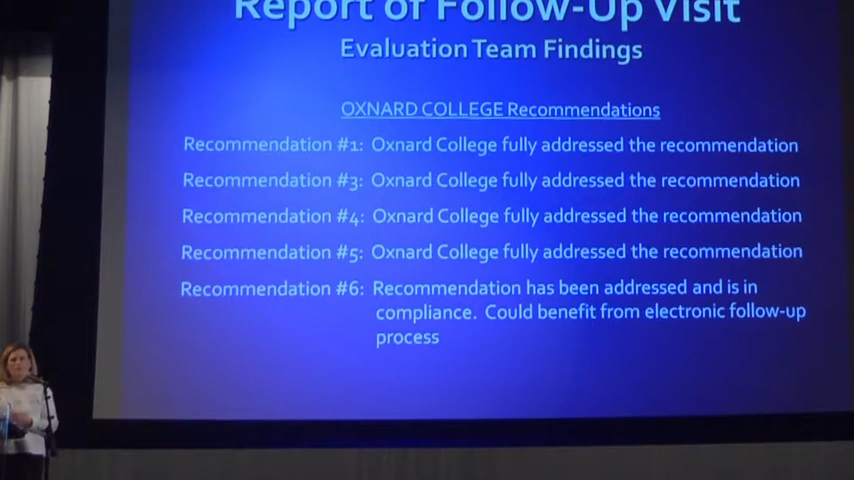 Report of Follow-Up Visit
Evaluation Team Findings
OXNARD COLLEGE Recommendations
Recommendation #1: Oxnard College fully addressed the recommendation
Recommendation #3: Oxnard College fully addressed the recommendation
Recommendation #4: Oxnard College fully addressed the recommendation
Recommendation #5: Oxnard College fully addressed the recommendation
Recommendation #6: Recommendation has been addressed and is in
compliance. Could benefit from electronic follow-up
process